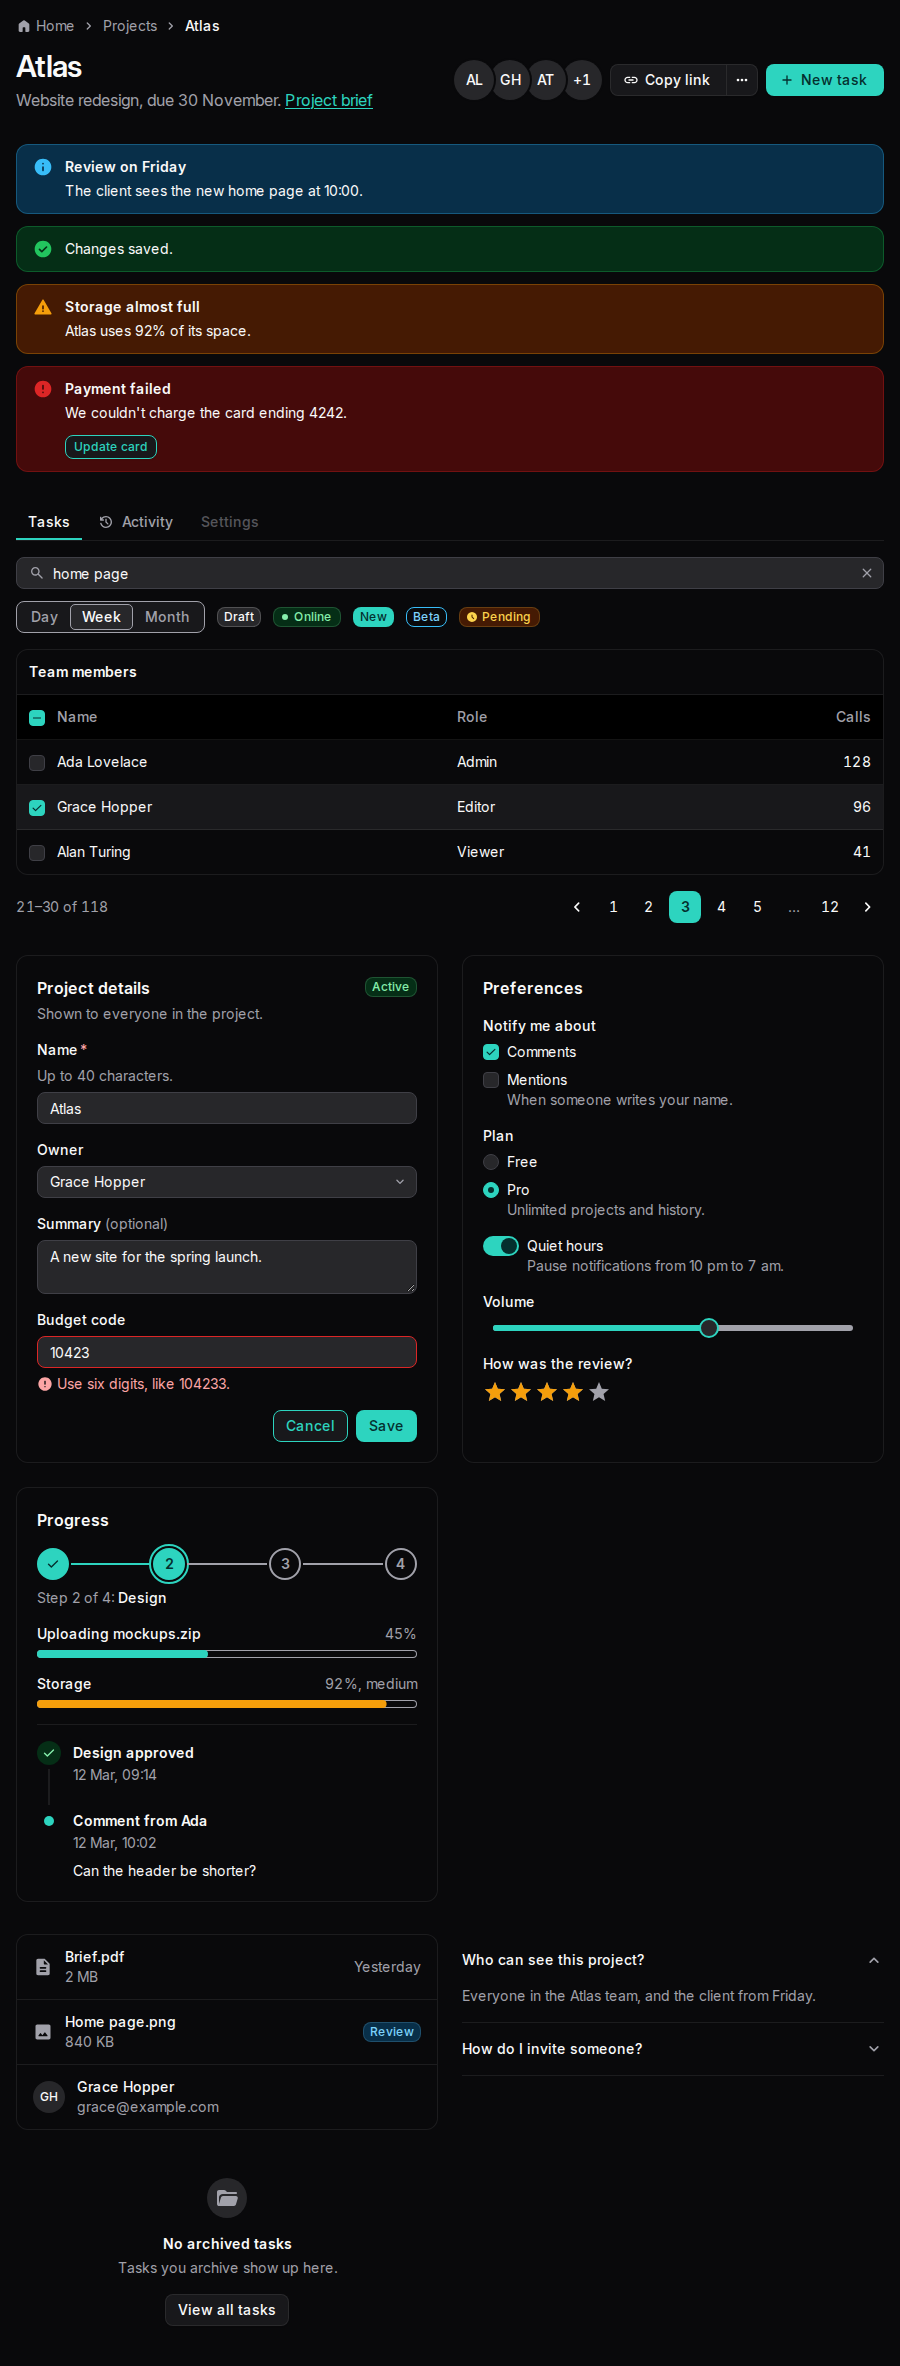 Home > Projects > Atlas
Atlas
Website redesign, due 30 November. Project brief
AL GH AT +1 Copy link ... New task
Review on Friday
The client sees the new home page at 10:00.
Changes saved.
Storage almost full
Atlas uses 92% of its space.
Payment failed
We couldn't charge the card ending 4242.
Update card
Tasks Activity Settings
home page
Day Week Month Draft Online New Beta Pending
Team members
Name Role Calls
Ada Lovelace Admin 128
Grace Hopper Editor 96
Alan Turing Viewer 41
21–30 of 118 1 2 3 4 5 ... 12
Project details Active
Shown to everyone in the project.
Name *
Up to 40 characters.
Atlas
Owner
Grace Hopper
Summary (optional)
A new site for the spring launch.
Budget code
10423
Use six digits, like 104233.
Cancel Save
Preferences
Notify me about
Comments
Mentions
When someone writes your name.
Plan
Free
Pro
Unlimited projects and history.
Quiet hours
Pause notifications from 10 pm to 7 am.
Volume
How was the review?
Progress
2 3 4
Step 2 of 4: Design
Uploading mockups.zip 45%
Storage 92%, medium
Design approved
12 Mar, 09:14
Comment from Ada
12 Mar, 10:02
Can the header be shorter?
Brief.pdf
2 MB
Yesterday
Home page.png
840 KB
Review
GH
Grace Hopper
grace@example.com
Who can see this project?
Everyone in the Atlas team, and the client from Friday.
How do I invite someone?
No archived tasks
Tasks you archive show up here.
View all tasks